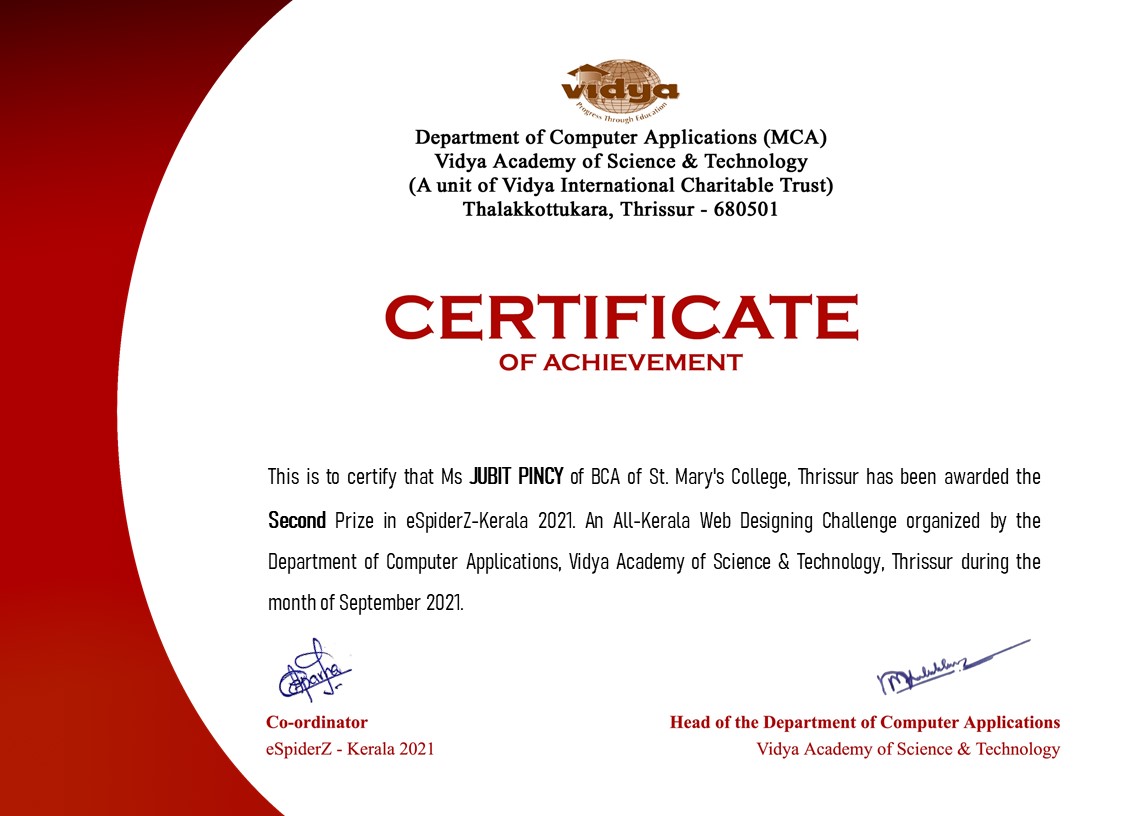 vidya
Progress Through Education
Department of Computer Applications (MCA)
Vidya Academy of Science & Technology
(A unit of Vidya International Charitable Trust)
Thalakkottukara, Thrissur - 680501
CERTIFICATE
OF ACHIEVEMENT
This is to certify that Ms JUBIT PINCY of BCA of St. Mary's College, Thrissur has been awarded the
Second Prize in eSpiderZ-Kerala 2021. An All-Kerala Web Designing Challenge organized by the
Department of Computer Applications, Vidya Academy of Science & Technology, Thrissur during the
month of September 2021.
Co-ordinator
eSpiderZ - Kerala 2021
Head of the Department of Computer Applications
Vidya Academy of Science & Technology